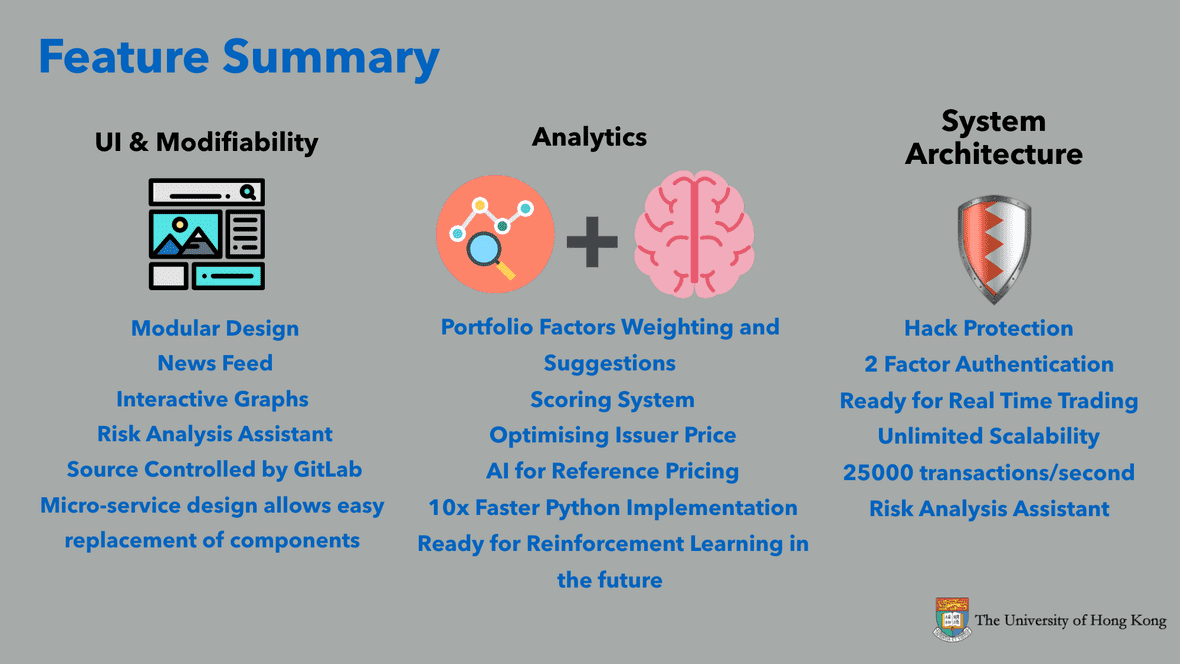 Feature Summary
UI & Modifiability
Modular Design
News Feed
Interactive Graphs
Risk Analysis Assistant
Source Controlled by GitLab
Micro-service design allows easy
replacement of components
Analytics
Portfolio Factors Weighting and
Suggestions
Scoring System
Optimising Issuer Price
AI for Reference Pricing
10x Faster Python Implementation
Ready for Reinforcement Learning in
the future
System
Architecture
Hack Protection
2 Factor Authentication
Ready for Real Time Trading
Unlimited Scalability
25000 transactions/second
Risk Analysis Assistant
The University of Hong Kong